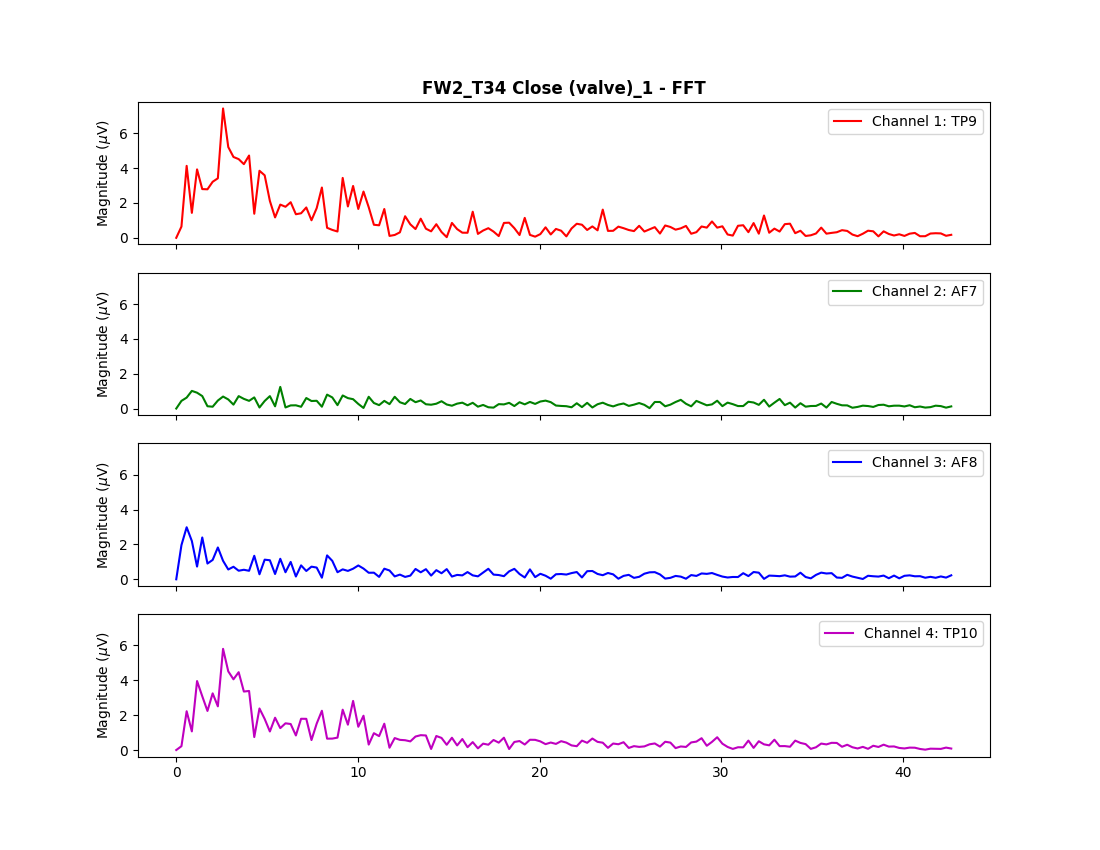 FW2_T34 Close (valve)_1 - FFT
Magnitude (μV)
6
4
2
0
Channel 1: TP9
Magnitude (μV)
6
4
2
0
Channel 2: AF7
Magnitude (μV)
6
4
2
0
Channel 3: AF8
Magnitude (μV)
6
4
2
0
Channel 4: TP10
0 10 20 30 40